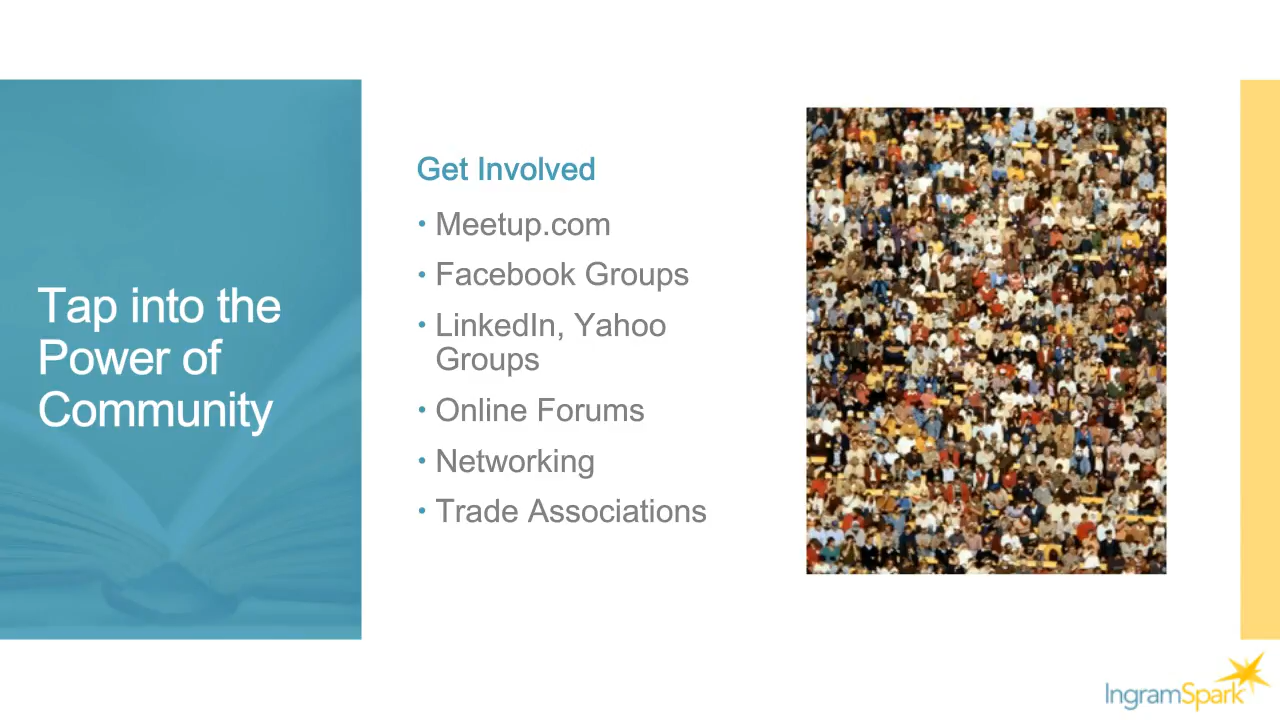 Tap into the
Power of
Community
Get Involved
• Meetup.com
• Facebook Groups
• LinkedIn, Yahoo
Groups
• Online Forums
• Networking
• Trade Associations
IngramSpark